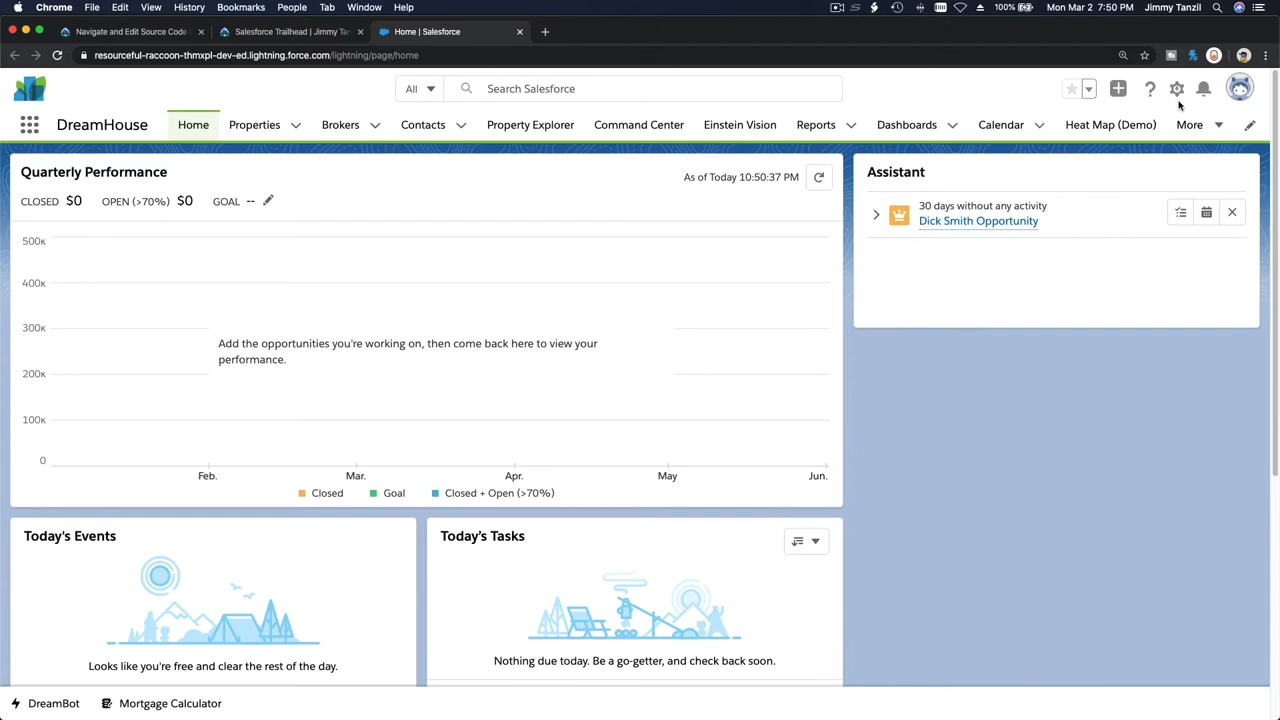 Chrome File Edit View History Bookmarks People Tab Window Help 100% Mon Mar 2 7:50 PM Jimmy Tanzil
Navigate and Edit Source Code Salesforce Trailhead | Jimmy Tan Home | Salesforce
resourceful-raccoon-thmxpl-dev-ed.lightning.force.com/lightning/page/home
All Search Salesforce
DreamHouse Home Properties Brokers Contacts Property Explorer Command Center Einstein Vision Reports Dashboards Calendar Heat Map (Demo) More
Quarterly Performance
As of Today 10:50:37 PM
CLOSED $0 OPEN (>70%) $0 GOAL --
500K
400K
300K
200K
100K
0
Add the opportunities you're working on, then come back here to view your
performance.
Feb. Mar. Apr. May Jun.
Closed Goal Closed + Open (>70%)
Assistant
30 days without any activity
Dick Smith Opportunity
Today's Events
Looks like you're free and clear the rest of the day.
Today's Tasks
Nothing due today. Be a go-getter, and check back soon.
DreamBot Mortgage Calculator